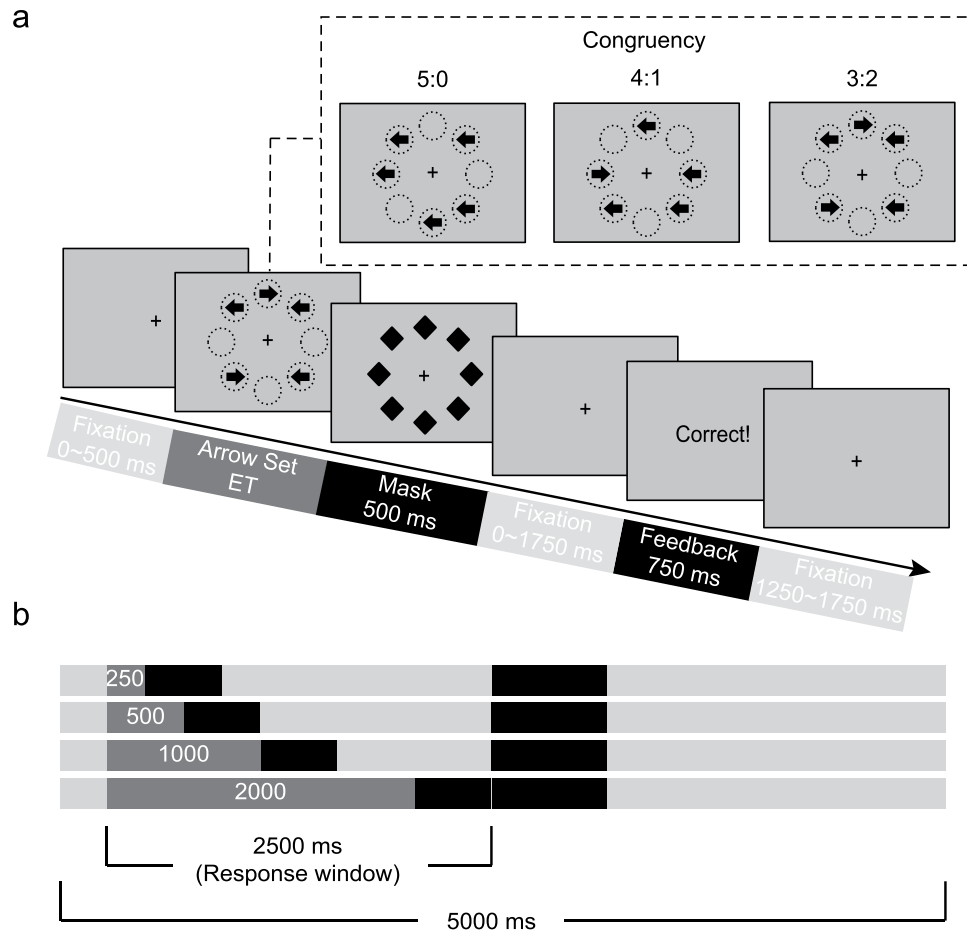 a
Congruency
5:0
4:1
3:2
Correct!
Fixation
0~500 ms
Arrow Set
ET
Mask
500 ms
Fixation
0~1750 ms
Feedback
750 ms
Fixation
1250~1750 ms
b
250
500
1000
2000
2500 ms
(Response window)
5000 ms